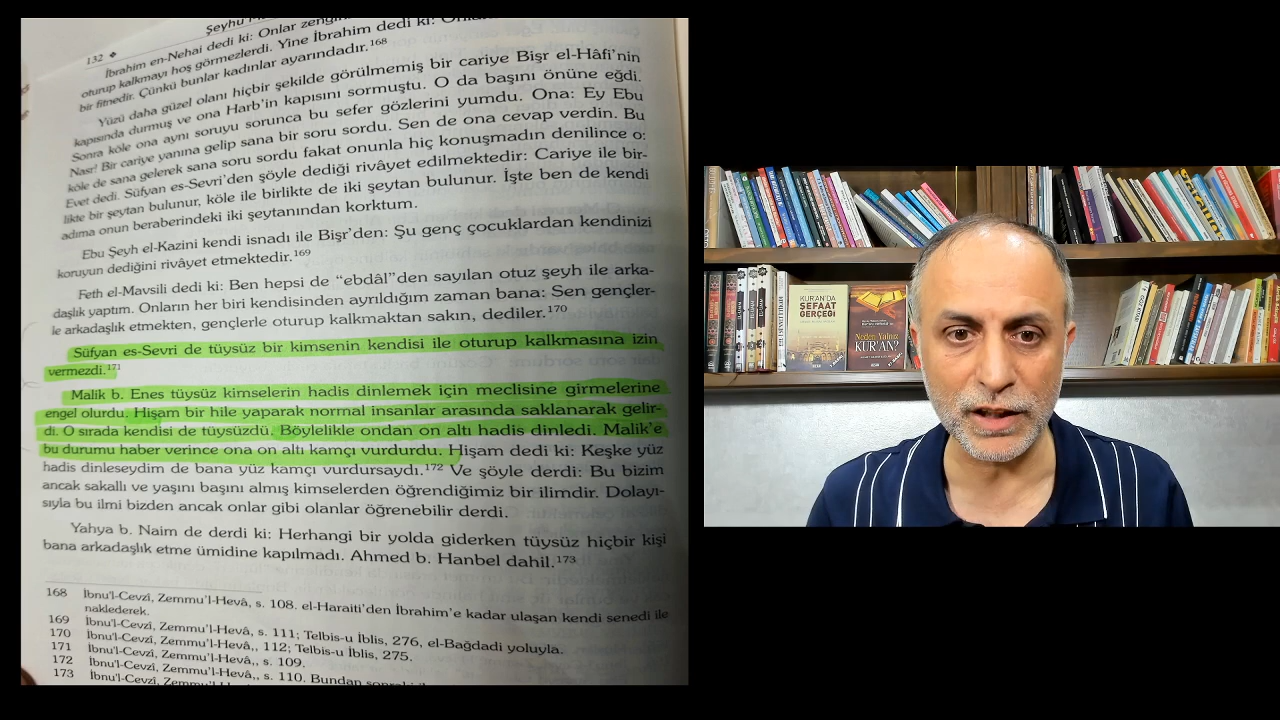 132 ❖
Şeyhu
İbrahim en-Nehai dedi ki: Onlar
oturup kalkmayı hoş görmezlerdi. Yine İbrahim dedi ki:
bir fitnedir. Çünkü bunlar kadınlar ayarındadır.168
Yüzü daha güzel olanı hiçbir şekilde görülmemiş bir cariye Bişr el-Hâfi’nin
kapısında durmuş ve ona Harb’in kapısını sormuştu. O da başını önüne eğdi.
Sonra köle ona aynı soruyu sorunca bu sefer gözlerini yumdu. Ona: Ey Ebu
Nasr! Bir cariye yanına gelip sana bir soru sordu. Sen de ona cevap verdin. Bu
köle de sana gelerek sana soru sordu fakat onunla hiç konuşmadın denilince o:
Evet dedi. Süfyan es-Sevri’den şöyle dediği rivâyet edilmektedir: Cariye ile bir-
likte bir şeytan bulunur, köle ile birlikte de iki şeytan bulunur. İşte ben de kendi
adıma onun beraberindeki iki şeytanından korktum.
Ebu Şeyh el-Kazini kendi isnadı ile Bişr’den: Şu genç çocuklardan kendinizi
koruyun dediğini rivâyet etmektedir.169
Feth el-Mavsili dedi ki: Ben hepsi de “ebdâl”den sayılan otuz şeyh ile arka-
daşlık yaptım. Onların her biri kendisinden ayrıldığım zaman bana: Sen gençler-
le arkadaşlık etmekten, gençlerle oturup kalkmaktan sakın, dediler.170
Süfyan es-Sevri de tüysüz bir kimsenin kendisi ile oturup kalkmasına izin
vermezdi.171
Malik b. Enes tüysüz kimselerin hadis dinlemek için meclisine girmelerine
engel olurdu. Hişam bir hile yaparak normal insanlar arasında saklanarak gelir-
di. O sırada kendisi de tüysüzdü. Böylelikle ondan on altı hadis dinledi. Malik’e
bu durumu haber verince ona on altı kamçı vurdurdu. Hişam dedi ki: Keşke yüz
hadis dinleseydim de bana yüz kamçı vurdursaydı.172 Ve şöyle derdi: Bu bizim
ancak sakallı ve yaşını başını almış kimselerden öğrendiğimiz bir ilimdir. Dolayı-
sıyla bu ilmi bizden ancak onlar gibi olanlar öğrenebilir derdi.
Yahya b. Naim de derdi ki: Herhangi bir yolda giderken tüysüz hiçbir kişi
bana arkadaşlık etme ümidine kapılmadı. Ahmed b. Hanbel dahil.173
168 İbnu'l-Cevzî, Zemmu'l-Hevâ, s. 108. el-Haraiti'den İbrahim'e kadar ulaşan kendi senedi ile
naklederek.
169 İbnu'l-Cevzî, Zemmu'l-Hevâ, s. 111; Telbis-u İblis, 276, el-Bağdadi yoluyla.
170 İbnu'l-Cevzî, Zemmu'l-Hevâ,, 112; Telbis-u İblis, 275.
171 İbnu'l-Cevzî, Zemmu'l-Hevâ,, s. 109.
172 İbnu'l-Cevzî, Zemmu'l-Hevâ,, s. 110. Bundan
173
KUR'AN'DA
ŞEFAAT
GERÇEĞİ
Neden Yalnız
KUR'AN?